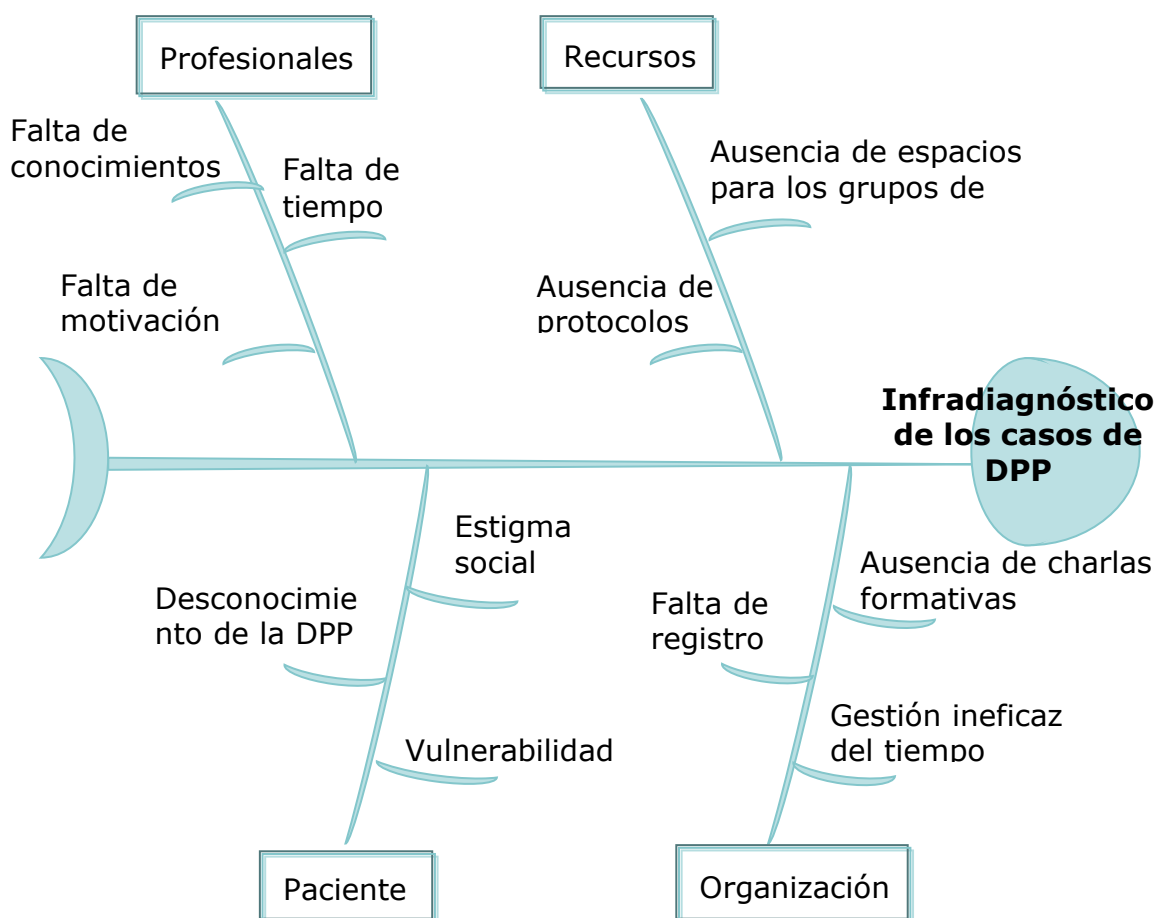 Profesionales
Recursos
Falta de
conocimientos
Falta de
tiempo
Falta de
motivación
Ausencia de espacios
para los grupos de
Ausencia de
protocolos
Infradiagnóstico
de los casos de
DPP
Estigma
social
Desconocimie
nto de la DPP
Vulnerabilidad
Ausencia de charlas
formativas
Falta de
registro
Gestión ineficaz
del tiempo
Paciente
Organización